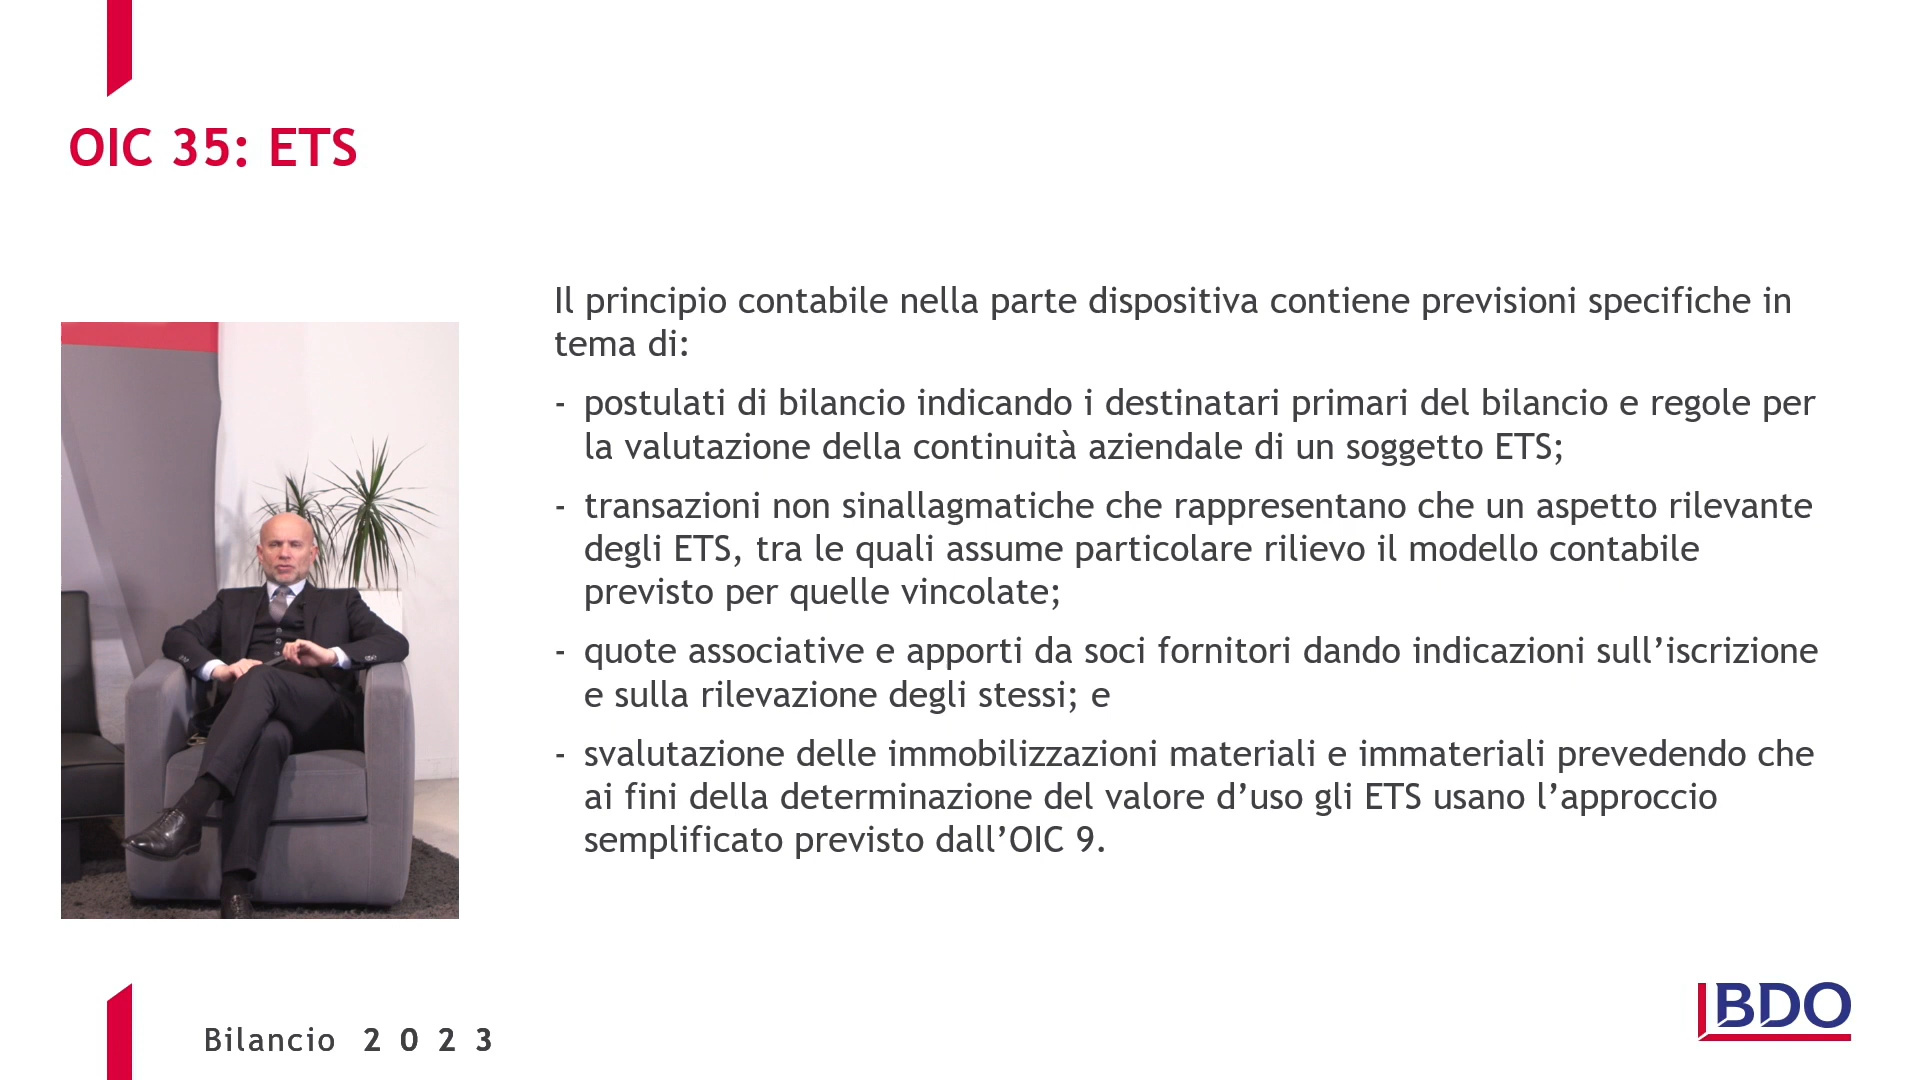 OIC 35: ETS
Il principio contabile nella parte dispositiva contiene previsioni specifiche in
tema di:
- postulati di bilancio indicando i destinatari primari del bilancio e regole per
la valutazione della continuità aziendale di un soggetto ETS;
- transazioni non sinallagmatiche che rappresentano che un aspetto rilevante
degli ETS, tra le quali assume particolare rilievo il modello contabile
previsto per quelle vincolate;
- quote associative e apporti da soci fornitori dando indicazioni sull’iscrizione
e sulla rilevazione degli stessi; e
- svalutazione delle immobilizzazioni materiali e immateriali prevedendo che
ai fini della determinazione del valore d’uso gli ETS usano l’approccio
semplificato previsto dall’OIC 9.
Bilancio 2023
BDO